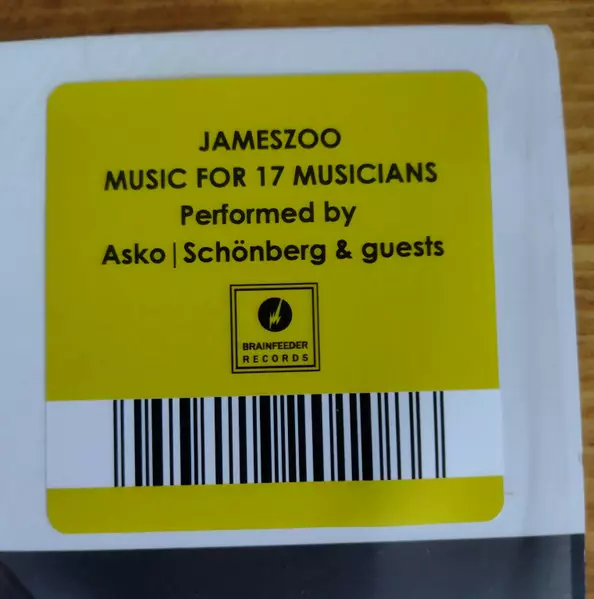 JAMESZOO
MUSIC FOR 17 MUSICIANS
Performed by
Asko|Schönberg & guests
BRAINFEEDER
RECORDS